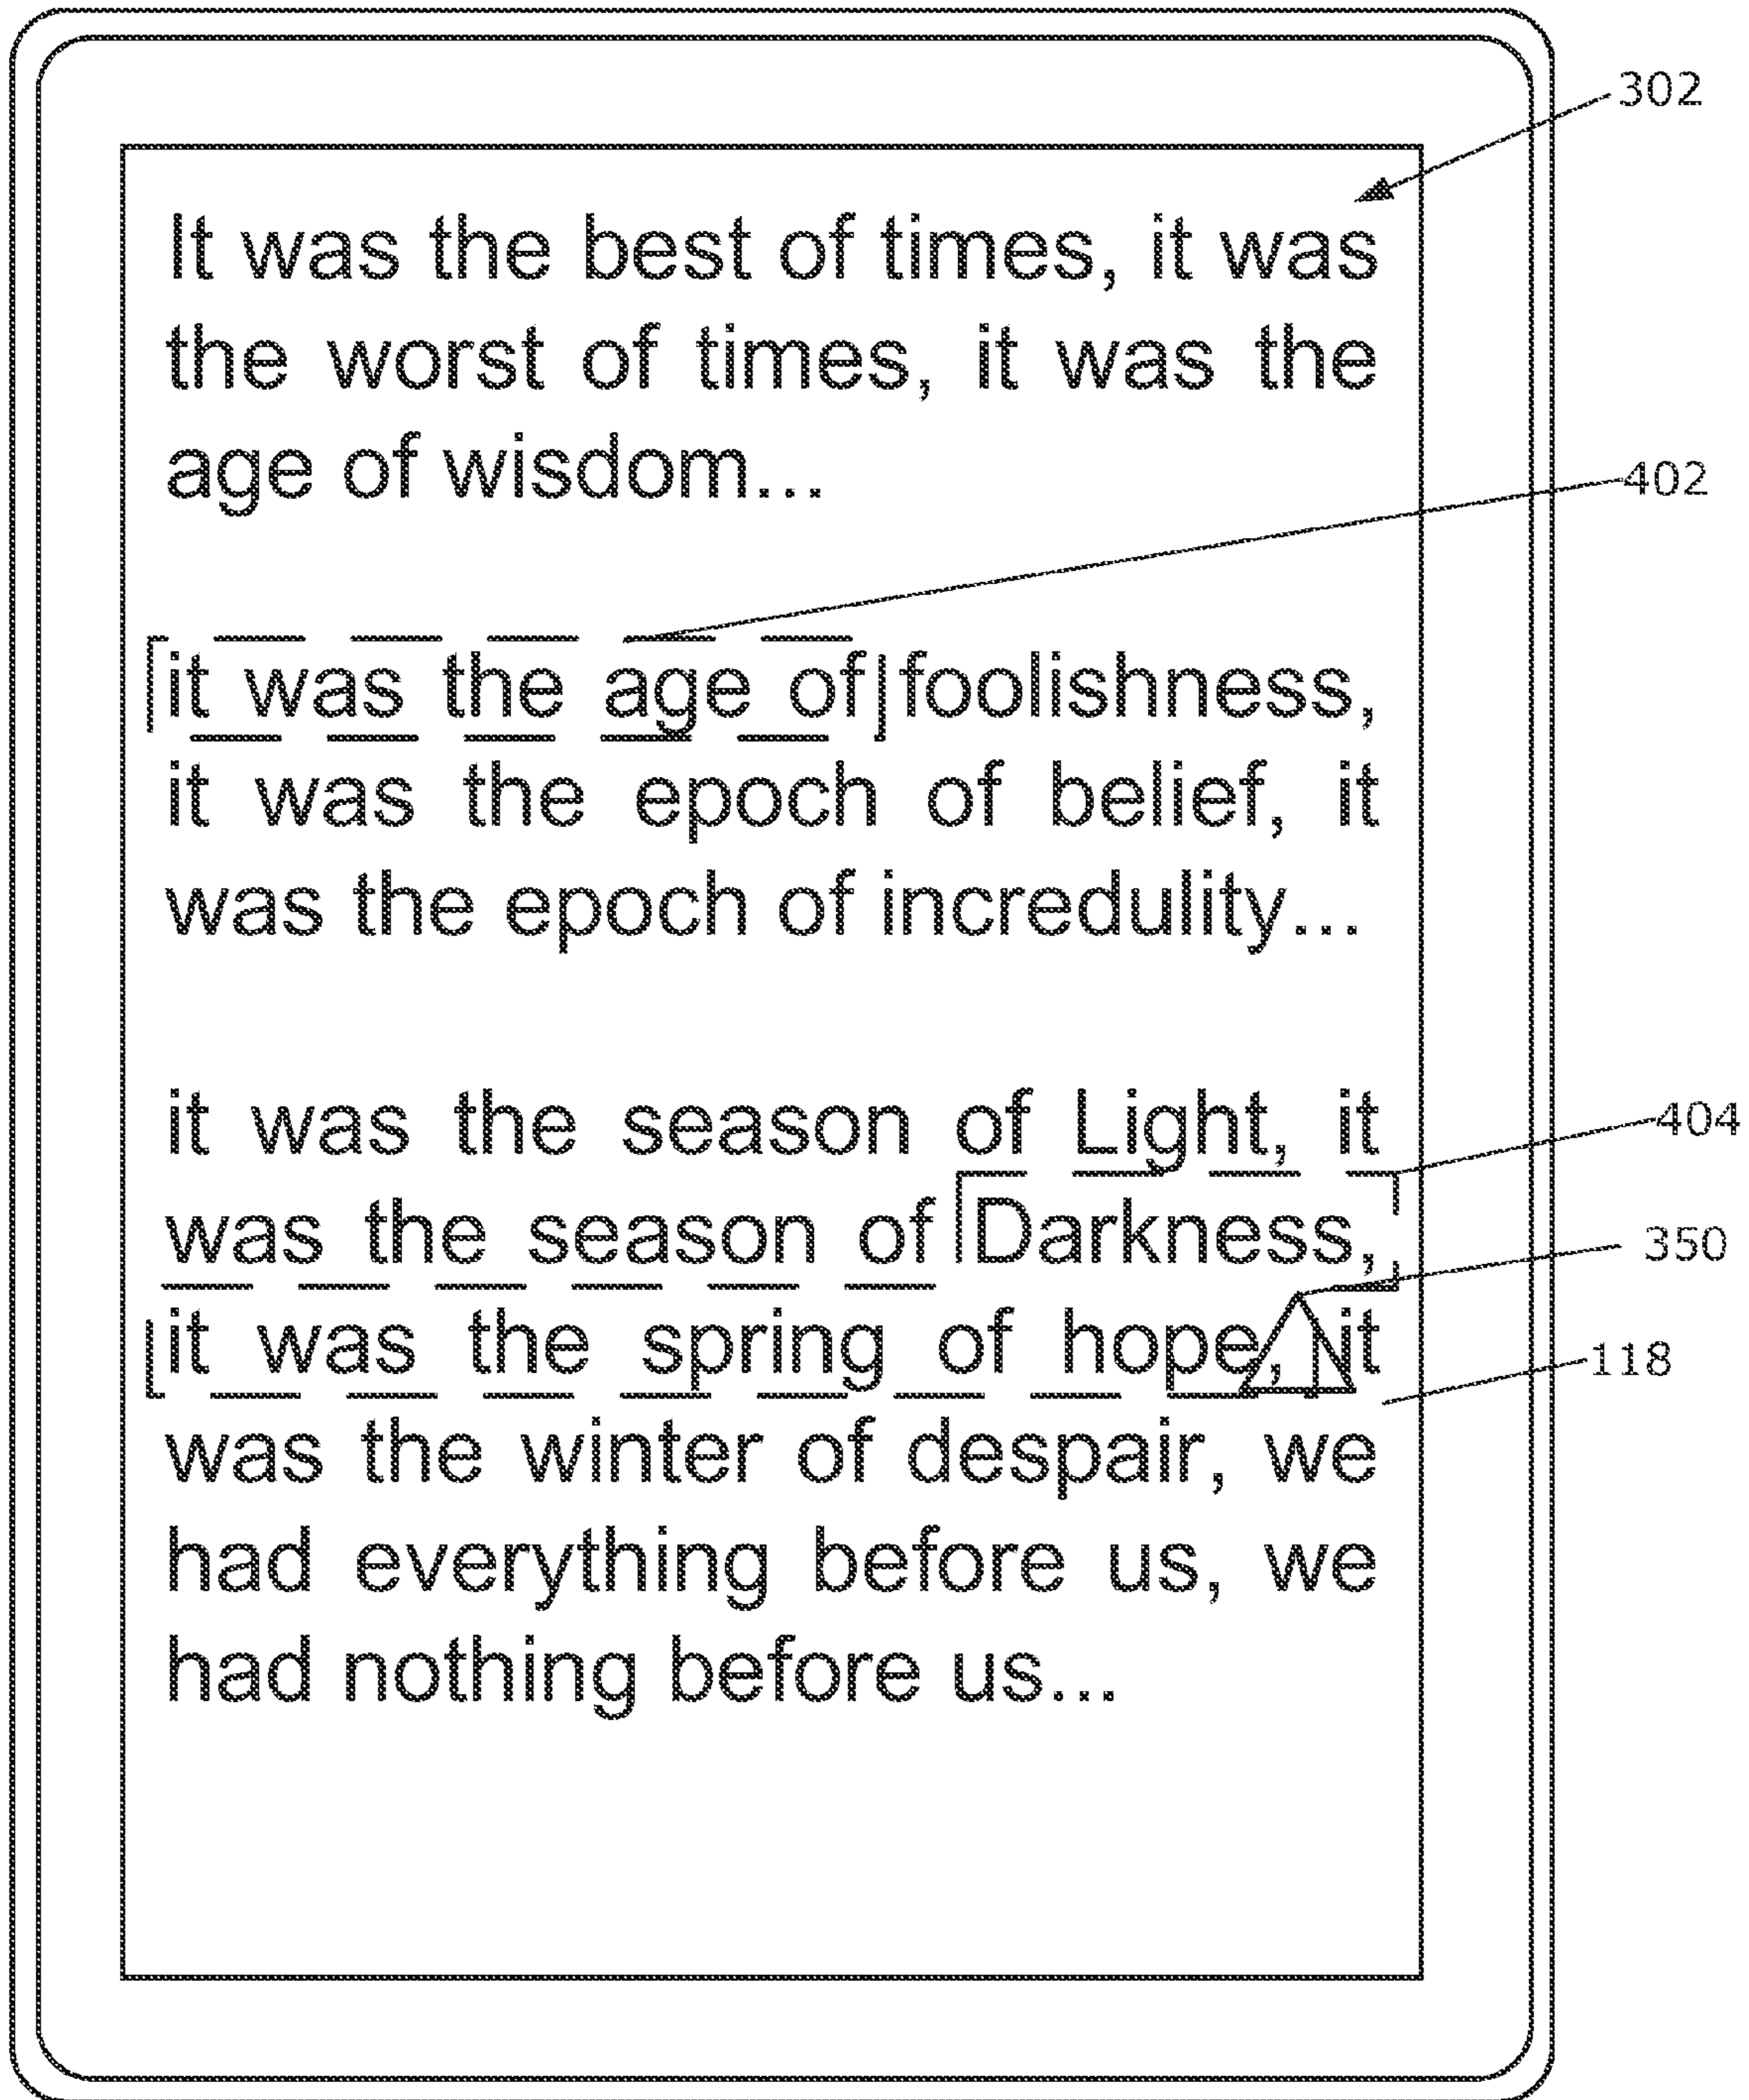 302
It was the best of times, it was
the worst of times, it was the
age of wisdom...
402
it was the age of foolishness,
it was the epoch of belief, it
was the epoch of incredulity...
it was the season of Light, it
404
was the season of Darkness,
350
it was the spring of hope, it
118
was the winter of despair, we
had everything before us, we
had nothing before us...